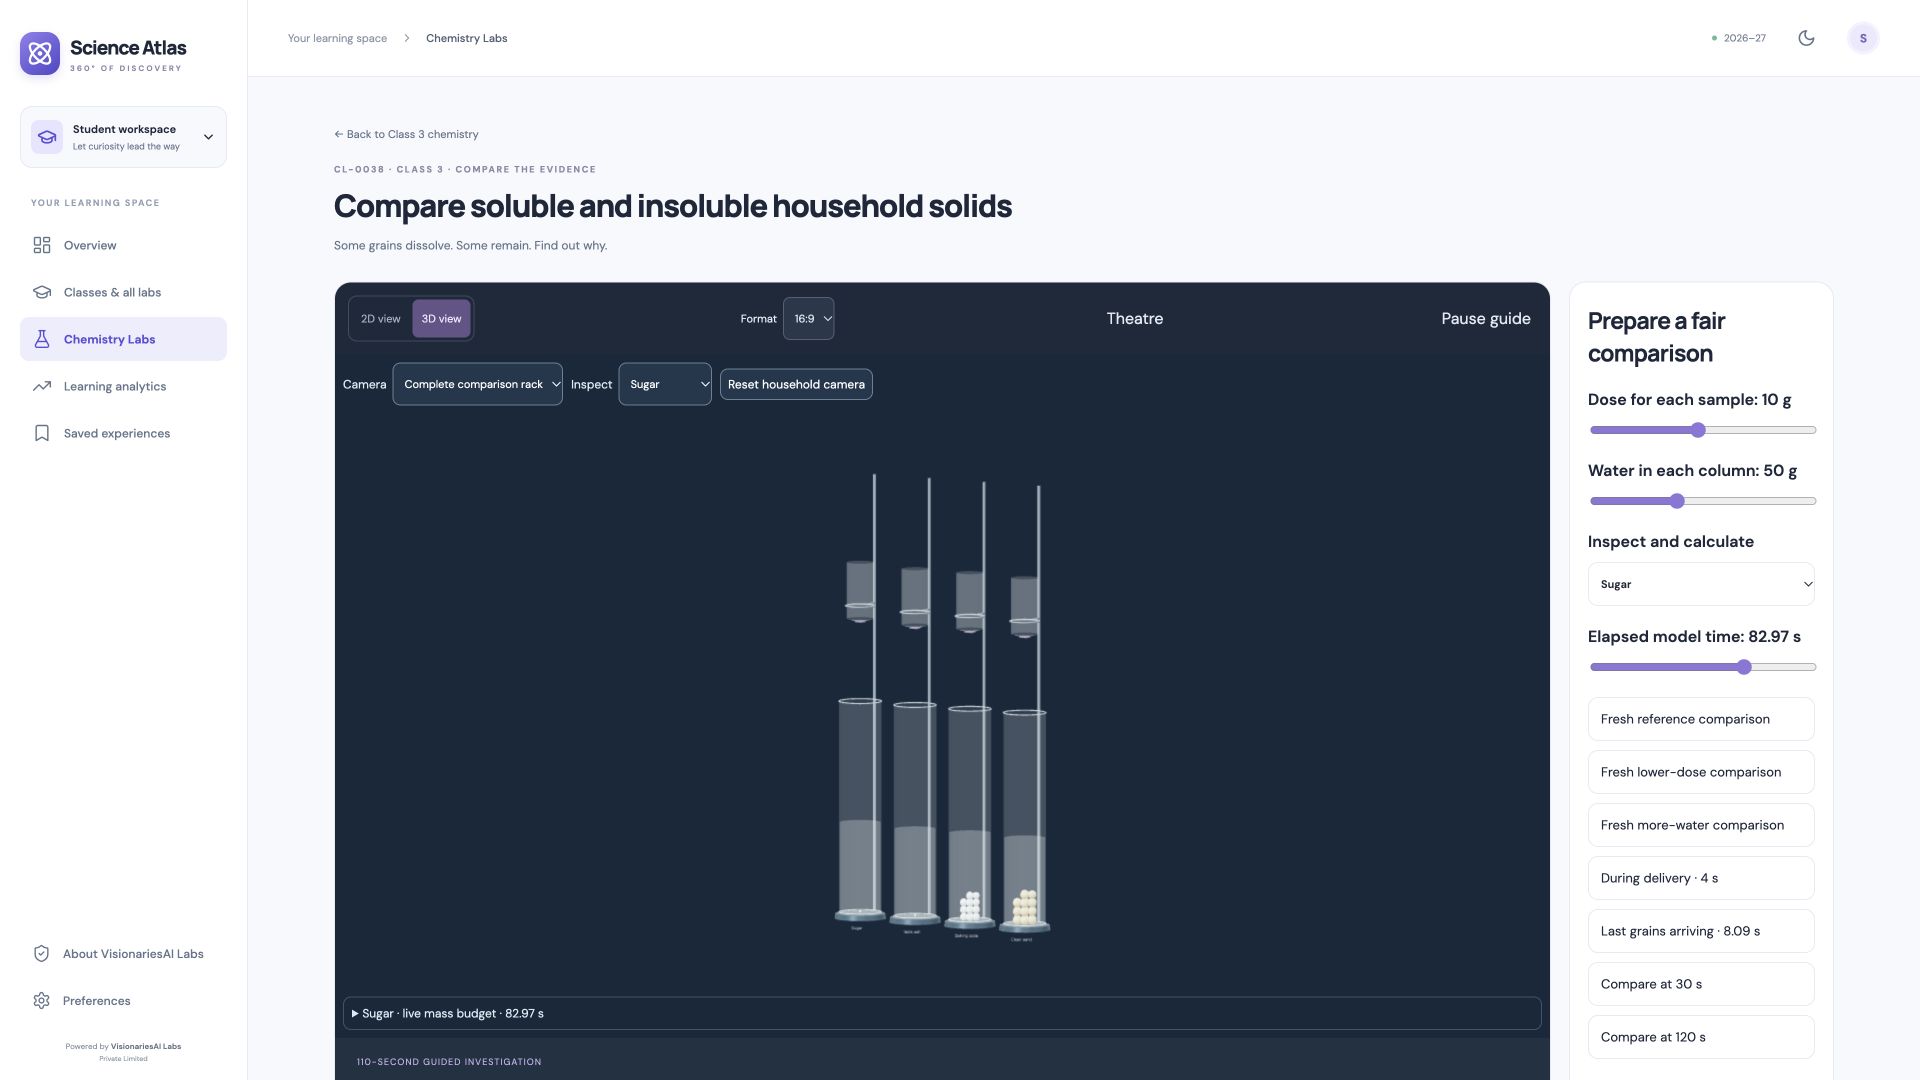 Science Atlas
360° OF DISCOVERY
Student workspace
Let curiosity lead the way
YOUR LEARNING SPACE
Overview
Classes & all labs
Chemistry Labs
Learning analytics
Saved experiences
About VisionariesAI Labs
Preferences
Powered by VisionariesAI Labs
Private Limited
Your learning space
Chemistry Labs
2026–27
S
← Back to Class 3 chemistry
CL-0038 · CLASS 3 · COMPARE THE EVIDENCE
Compare soluble and insoluble household solids
Some grains dissolve. Some remain. Find out why.
2D view
3D view
Format
16:9
Theatre
Pause guide
Camera
Complete comparison rack
Inspect
Sugar
Reset household camera
Sugar
Table salt
Baking soda
Clean sand
▶ Sugar · live mass budget · 82.97 s
110-SECOND GUIDED INVESTIGATION
Prepare a fair
comparison
Dose for each sample: 10 g
Water in each column: 50 g
Inspect and calculate
Sugar
Elapsed model time: 82.97 s
Fresh reference comparison
Fresh lower-dose comparison
Fresh more-water comparison
During delivery · 4 s
Last grains arriving · 8.09 s
Compare at 30 s
Compare at 120 s